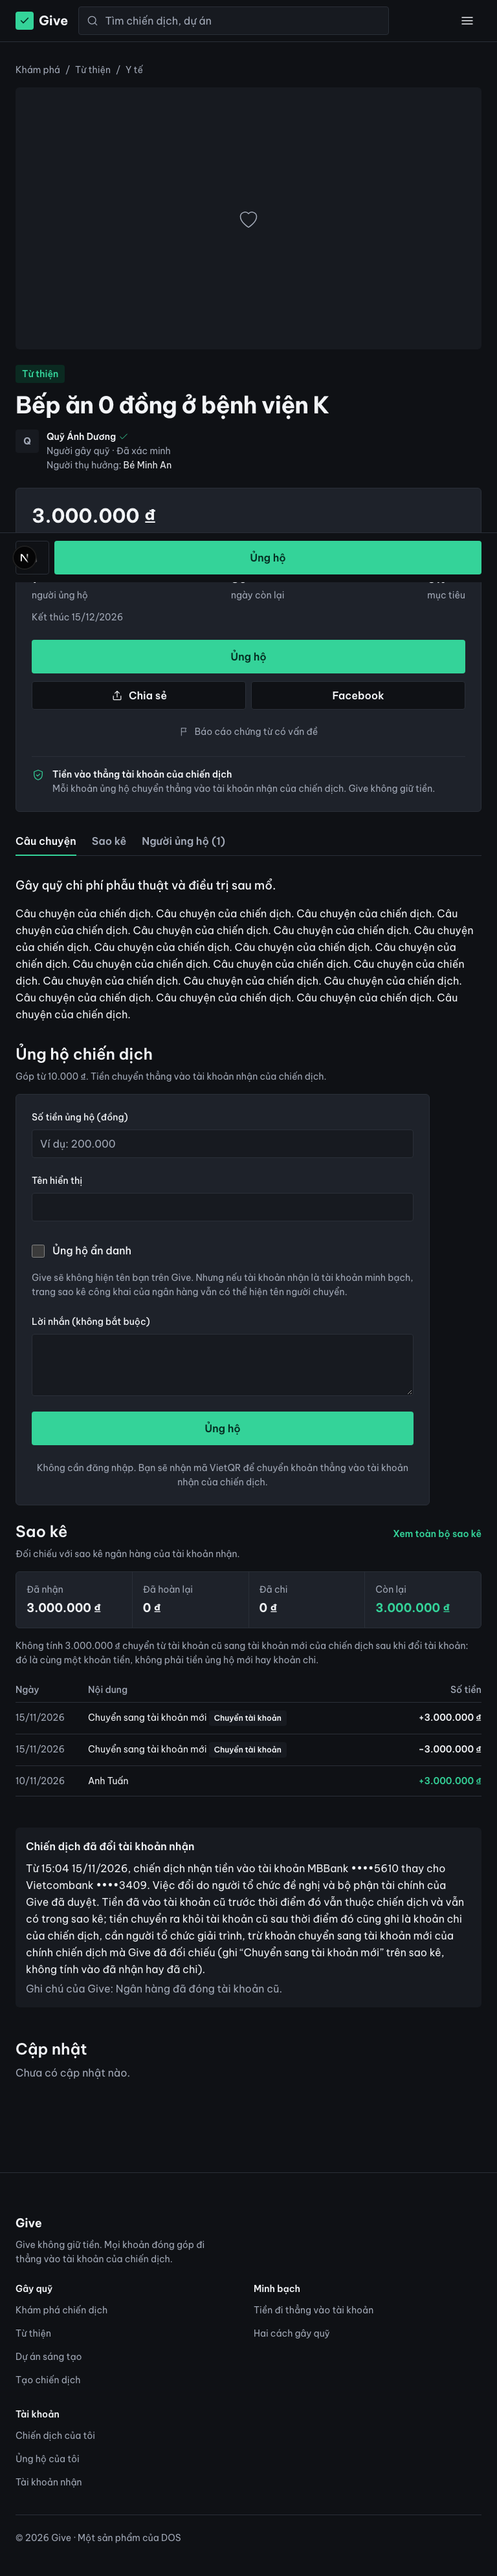 Give
Tìm chiến dịch, dự án
Khám phá / Từ thiện / Y tế
Từ thiện
Bếp ăn 0 đồng ở bệnh viện K
Q
Quỹ Ánh Dương
Người gây quỹ · Đã xác minh
Người thụ hưởng: Bé Minh An
3.000.000 ₫
N
Ủng hộ
người ủng hộ
ngày còn lại
mục tiêu
Kết thúc 15/12/2026
Ủng hộ
Chia sẻ
Facebook
Báo cáo chứng từ có vấn đề
Tiền vào thẳng tài khoản của chiến dịch
Mỗi khoản ủng hộ chuyển thẳng vào tài khoản nhận của chiến dịch. Give không giữ tiền.
Câu chuyện
Sao kê
Người ủng hộ (1)
Gây quỹ chi phí phẫu thuật và điều trị sau mổ.
Câu chuyện của chiến dịch. Câu chuyện của chiến dịch. Câu chuyện của chiến dịch. Câu
chuyện của chiến dịch. Câu chuyện của chiến dịch. Câu chuyện của chiến dịch. Câu chuyện
của chiến dịch. Câu chuyện của chiến dịch. Câu chuyện của chiến dịch. Câu chuyện của
chiến dịch. Câu chuyện của chiến dịch. Câu chuyện của chiến dịch. Câu chuyện của chiến
dịch. Câu chuyện của chiến dịch. Câu chuyện của chiến dịch. Câu chuyện của chiến dịch.
Câu chuyện của chiến dịch. Câu chuyện của chiến dịch. Câu chuyện của chiến dịch. Câu
chuyện của chiến dịch.
Ủng hộ chiến dịch
Góp từ 10.000 ₫. Tiền chuyển thẳng vào tài khoản nhận của chiến dịch.
Số tiền ủng hộ (đồng)
Ví dụ: 200.000
Tên hiển thị
Ủng hộ ẩn danh
Give sẽ không hiện tên bạn trên Give. Nhưng nếu tài khoản nhận là tài khoản minh bạch,
trang sao kê công khai của ngân hàng vẫn có thể hiện tên người chuyển.
Lời nhắn (không bắt buộc)
Ủng hộ
Không cần đăng nhập. Bạn sẽ nhận mã VietQR để chuyển khoản thẳng vào tài khoản
nhận của chiến dịch.
Sao kê
Xem toàn bộ sao kê
Đối chiếu với sao kê ngân hàng của tài khoản nhận.
Đã nhận
Đã hoàn lại
Đã chi
Còn lại
3.000.000 ₫
0 ₫
0 ₫
3.000.000 ₫
Không tính 3.000.000 ₫ chuyển từ tài khoản cũ sang tài khoản mới của chiến dịch sau khi đổi tài khoản:
đó là cùng một khoản tiền, không phải tiền ủng hộ mới hay khoản chi.
Ngày
Nội dung
Số tiền
15/11/2026 Chuyển sang tài khoản mới Chuyển tài khoản +3.000.000 ₫
15/11/2026 Chuyển sang tài khoản mới Chuyển tài khoản −3.000.000 ₫
10/11/2026 Anh Tuấn +3.000.000 ₫
Chiến dịch đã đổi tài khoản nhận
Từ 15:04 15/11/2026, chiến dịch nhận tiền vào tài khoản MBBank ••••5610 thay cho
Vietcombank ••••3409. Việc đổi do người tổ chức đề nghị và bộ phận tài chính của
Give đã duyệt. Tiền đã vào tài khoản cũ trước thời điểm đó vẫn thuộc chiến dịch và vẫn
có trong sao kê; tiền chuyển ra khỏi tài khoản cũ sau thời điểm đó cũng ghi là khoản chi
của chiến dịch, cần người tổ chức giải trình, trừ khoản chuyển sang tài khoản mới của
chính chiến dịch mà Give đã đối chiếu (ghi “Chuyển sang tài khoản mới” trên sao kê,
không tính vào đã nhận hay đã chi).
Ghi chú của Give: Ngân hàng đã đóng tài khoản cũ.
Cập nhật
Chưa có cập nhật nào.
Give
Give không giữ tiền. Mọi khoản đóng góp đi
thẳng vào tài khoản của chiến dịch.
Gây quỹ
Khám phá chiến dịch
Từ thiện
Dự án sáng tạo
Tạo chiến dịch
Minh bạch
Tiền đi thẳng vào tài khoản
Hai cách gây quỹ
Tài khoản
Chiến dịch của tôi
Ủng hộ của tôi
Tài khoản nhận
© 2026 Give · Một sản phẩm của DOS